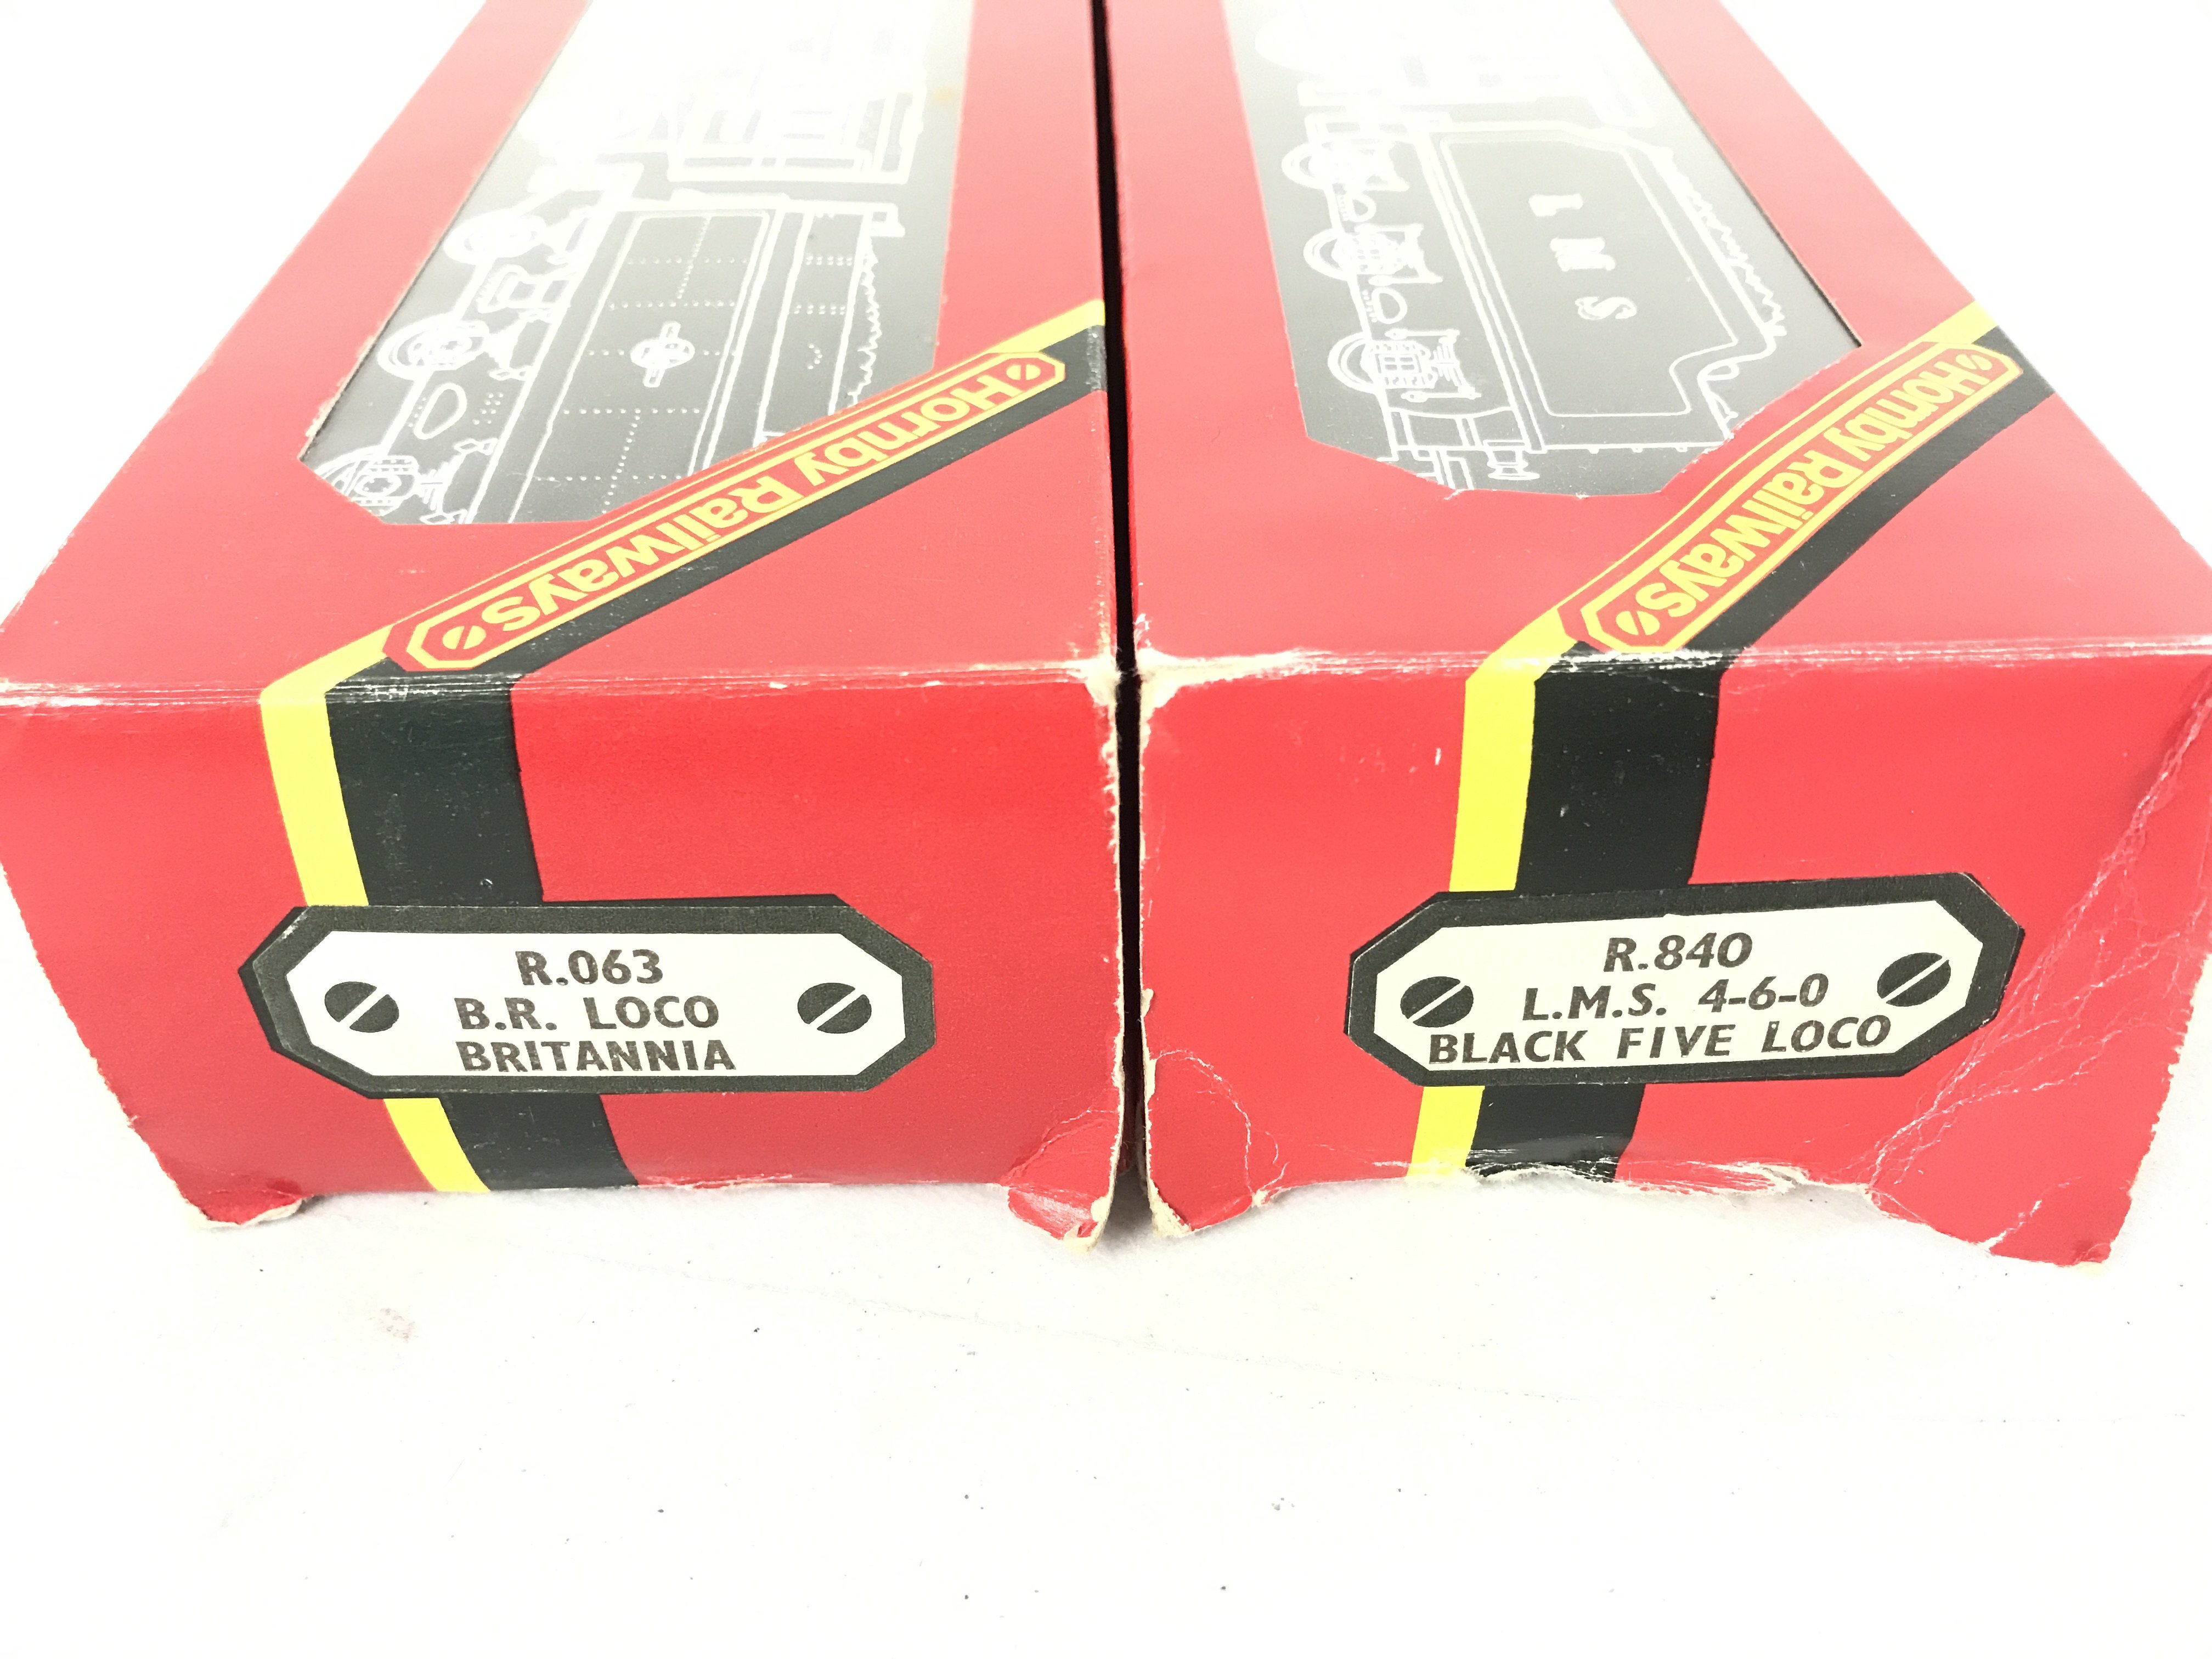 Hornby Railways
R.063
B.R. LOCO
BRITANNIA
LMS
Hornby Railways
R.840
L.M.S. 4-6-0
BLACK FIVE LOCO